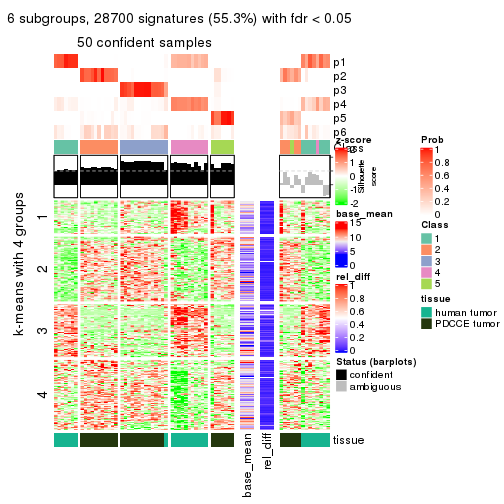 6 subgroups, 28700 signatures (55.3%) with fdr < 0.05
50 confident samples
p1
p2
p3
p4
p5
p6
Class
Silhouette
score
k-means with 4 groups
1
2
3
4
base_mean
rel_diff
tissue
z-score
1
0
-1
-2
base_mean
15
10
5
0
rel_diff
1
0.8
0.6
0.4
0.2
0
Status (barplots)
confident
ambiguous
Prob
1
0.8
0.6
0.4
0.2
0
Class
1
2
3
4
5
tissue
human tumor
PDCCE tumor